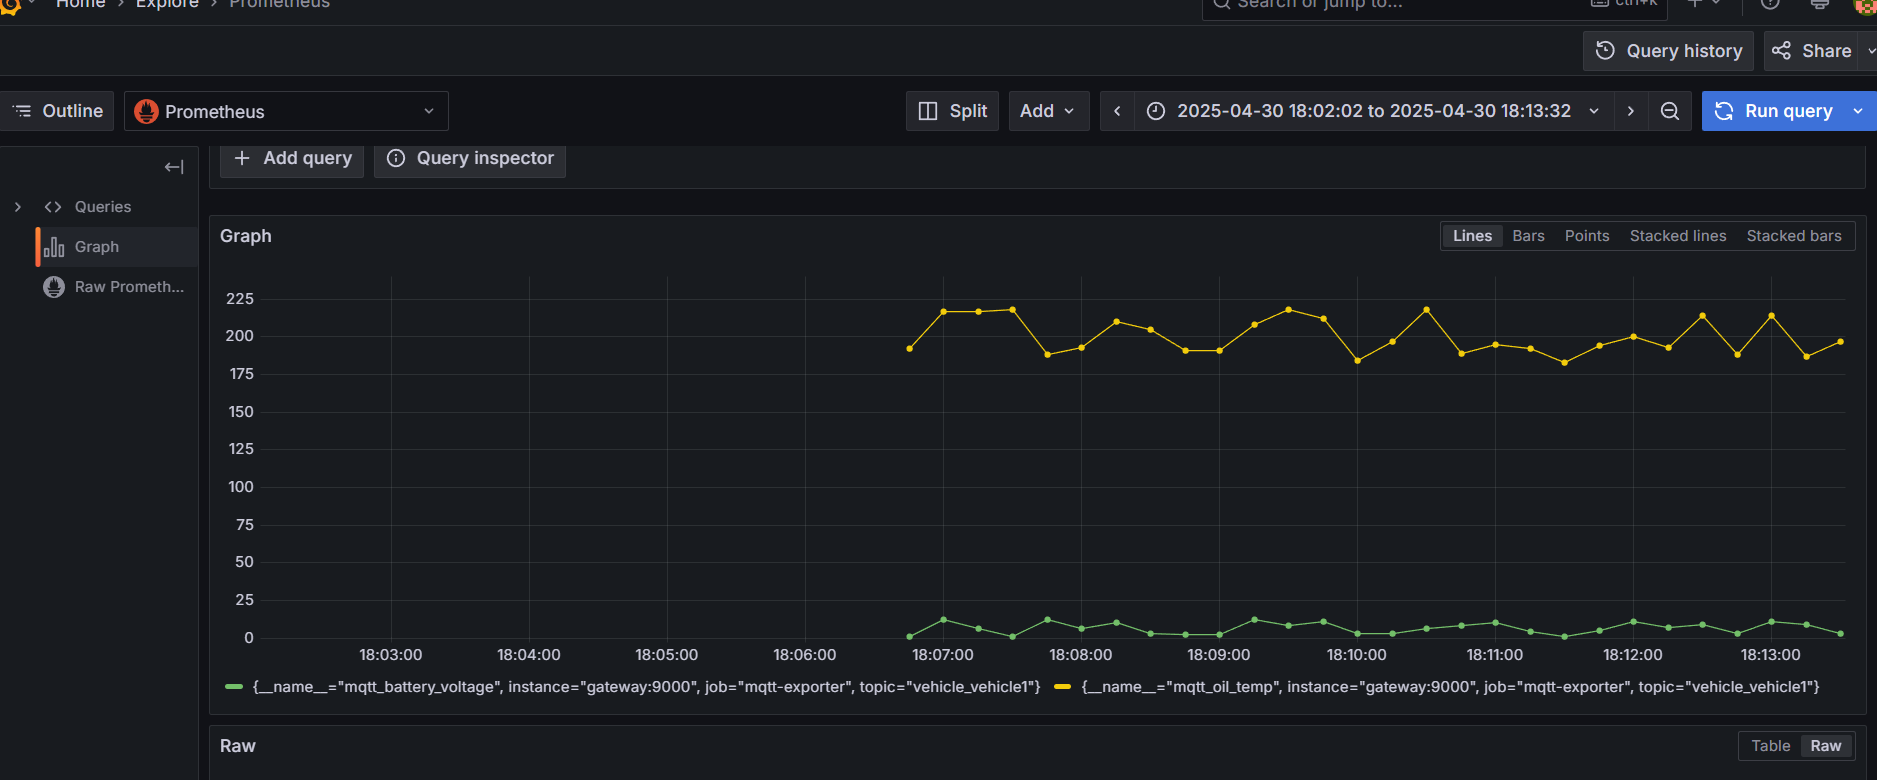 Home > Explore > Prometheus
Search or jump to... ctrl+k
Query history Share
Outline Prometheus Split Add 2025-04-30 18:02:02 to 2025-04-30 18:13:32 Run query
Add query Query inspector
Queries
Graph
Raw Prometh...
Graph Lines Bars Points Stacked lines Stacked bars
225
200
175
150
125
100
75
50
25
0
18:03:00 18:04:00 18:05:00 18:06:00 18:07:00 18:08:00 18:09:00 18:10:00 18:11:00 18:12:00 18:13:00
{__name__="mqtt_battery_voltage", instance="gateway:9000", job="mqtt-exporter", topic="vehicle_vehicle1"} {__name__="mqtt_oil_temp", instance="gateway:9000", job="mqtt-exporter", topic="vehicle_vehicle1"}
Raw Table Raw